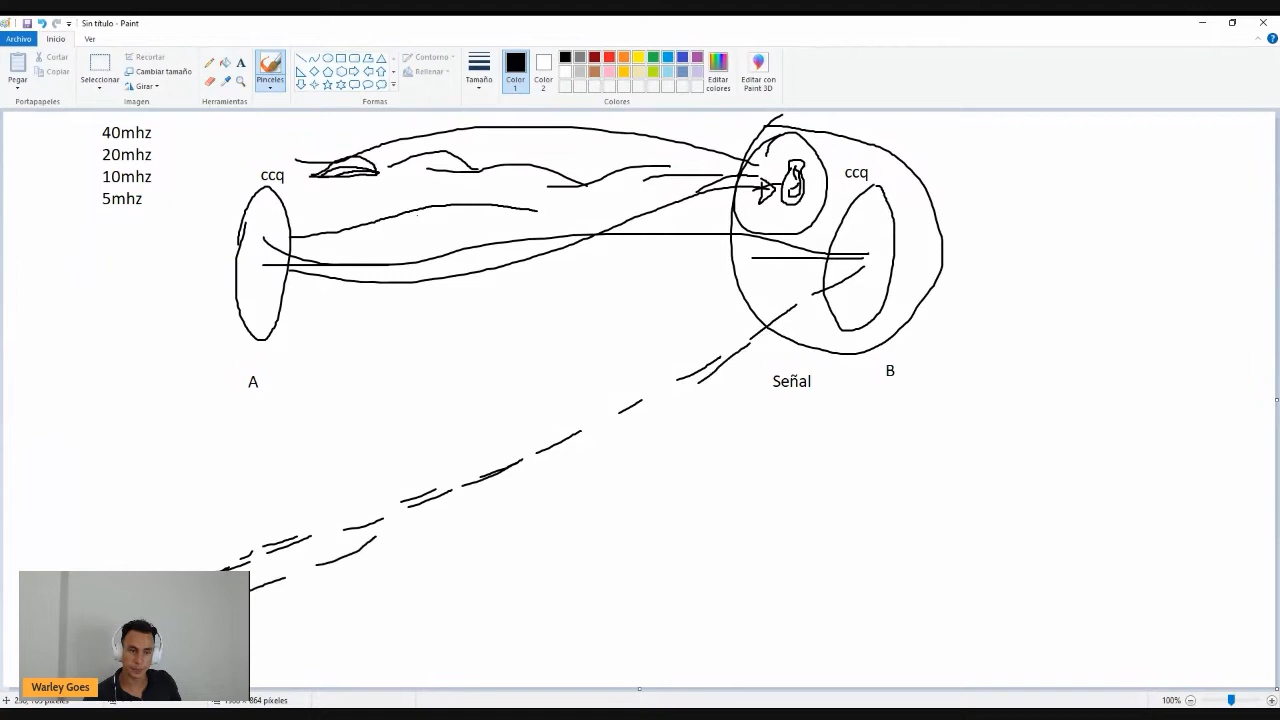 Sin título - Paint
Archivo Inicio Ver
Pegar
Cortar
Copiar
Portapapeles
Seleccionar
Recortar
Cambiar tamaño
Girar
Imagen
Herramientas
Pinceles
Contorno
Rellenar
Formas
Tamaño
Color 1
Color 2
Editar colores
Editar con Paint 3D
Colores
40mhz
20mhz
10mhz
5mhz
ccq
ccq
A
Señal
B
Warley Goes
100%